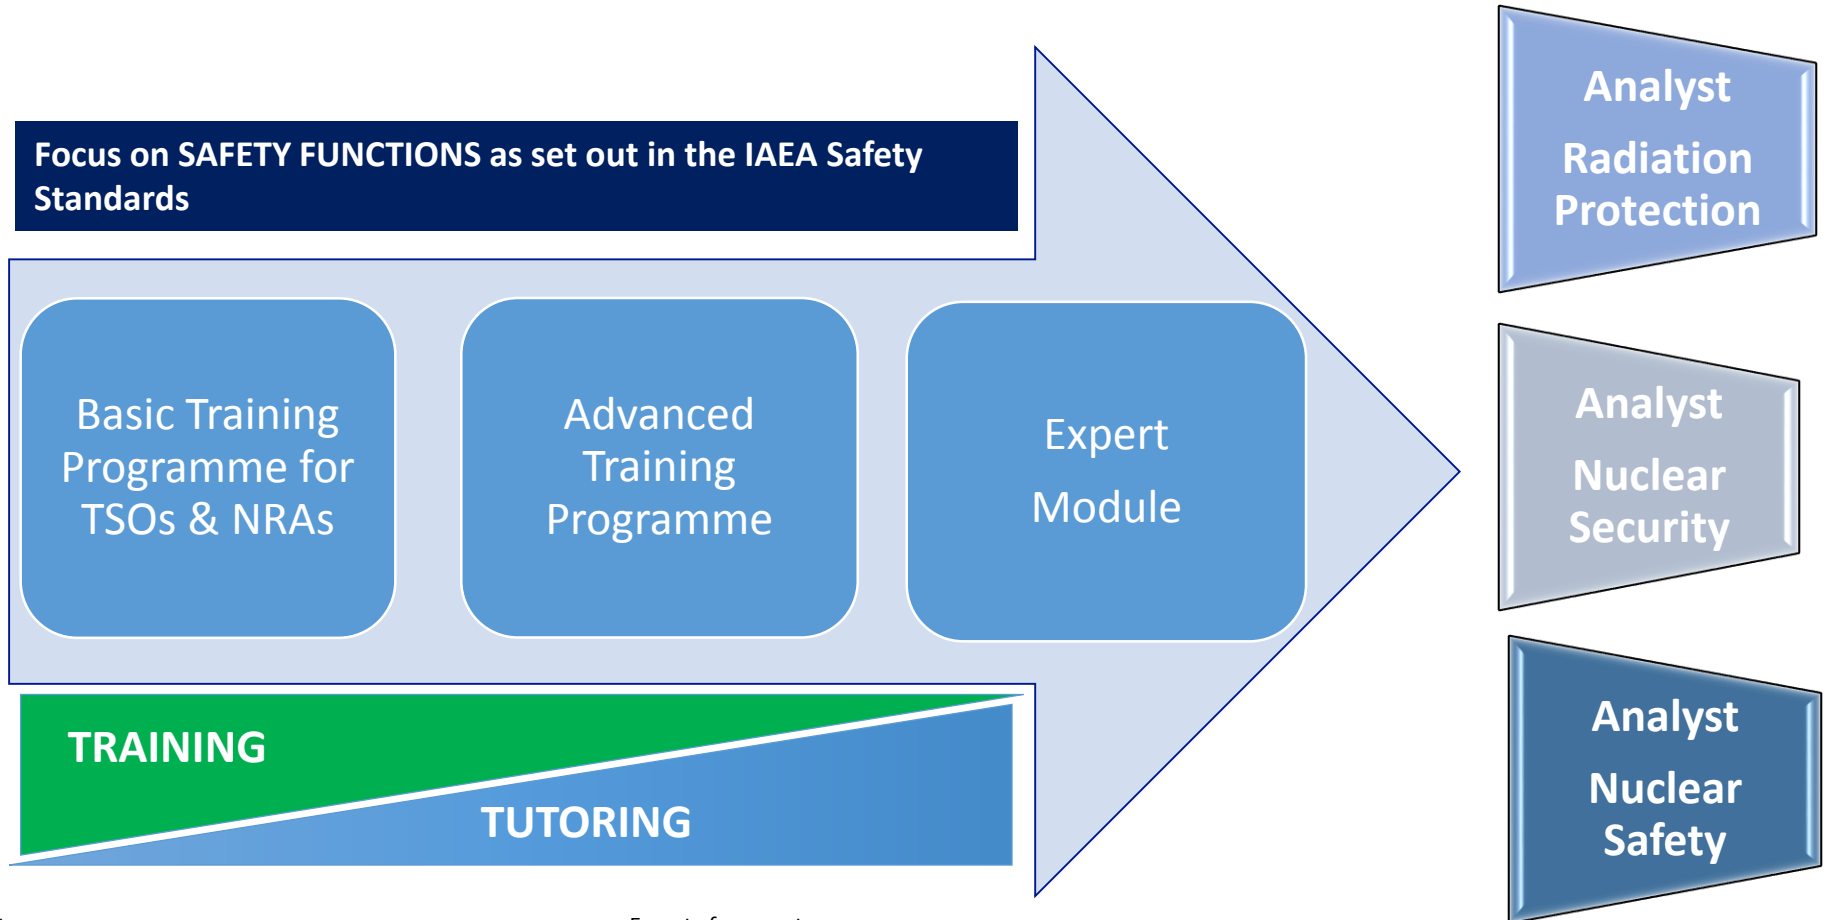 Focus on SAFETY FUNCTIONS as set out in the IAEA Safety
Standards
Basic Training
Programme for
TSOs & NRAs
Advanced
Training
Programme
Expert
Module
TRAINING
TUTORING
Analyst
Radiation
Protection
Analyst
Nuclear
Security
Analyst
Nuclear
Safety